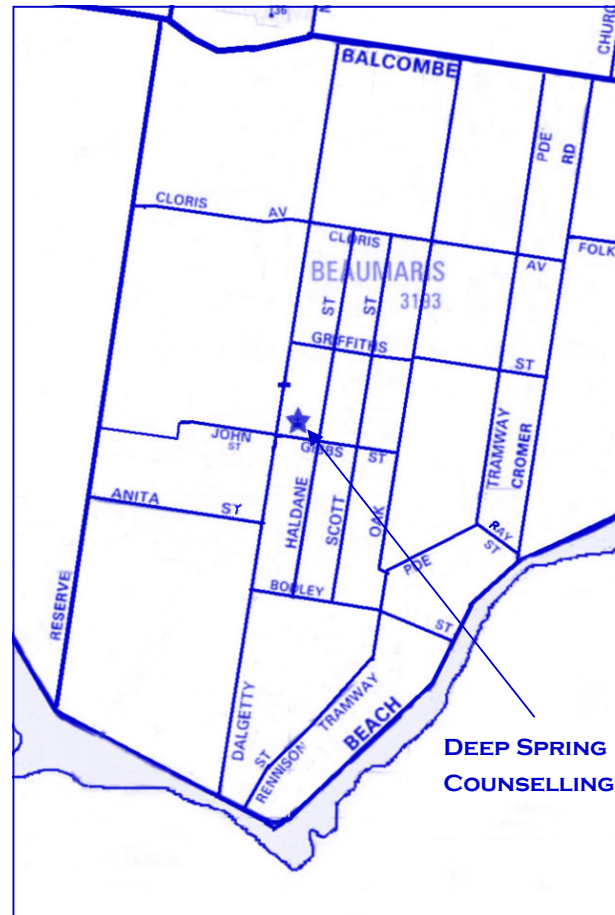 136
CHURC
BALCOMBE
PDE
RD
CLORIS AV
CLORIS AV
FOLK
BEAUMARIS
3193
ST
ST
GRIFFITHS ST
JOHN
ST
GIBBS ST
TRAMWAY
CROMER
ANITA ST
HALDANE
SCOTT
OAK
RAY
ST
PDE
BODLEY ST
RESERVE
DALGETTY
ST
RENNISON
TRAMWAY
BEACH
DEEP SPRING
COUNSELLING